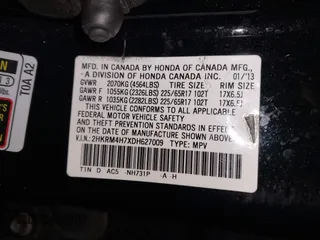 MFD. IN CANADA BY HONDA OF CANADA MFG.,
- A DIVISION OF HONDA CANADA INC. 01/'13
GVWR 2070KG (4564LBS) TIRE SIZE RIM SIZE
GAWR F 1055KG (2326LBS) 225/65R17 102T 17X6.5J
GAWR R 1035KG (2282LBS) 225/65R17 102T 17X6.5J
THIS VEHICLE CONFORMS TO ALL APPLICABLE
FEDERAL MOTOR VEHICLE SAFETY AND
THEFT PREVENTION STANDARDS IN EFFECT ON THE
DATE OF MANUFACTURE SHOWN ABOVE.
V.I.N.: 2HKRM4H7XDH627009 TYPE: MPV
TIN D AC5 NH731P A-H
T0A A2